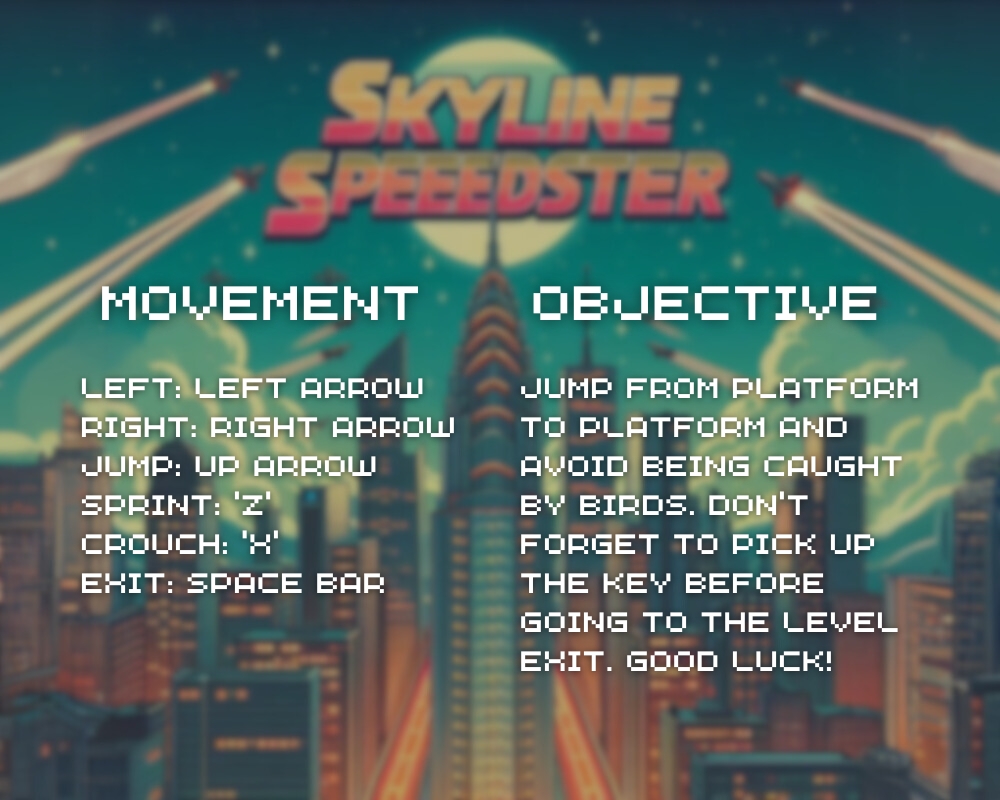 SKYLINE
SPEEEDSTER
MOVEMENT
LEFT: LEFT ARROW
RIGHT: RIGHT ARROW
JUMP: UP ARROW
SPRINT: 'Z'
CROUCH: 'X'
EXIT: SPACE BAR
OBJECTIVE
JUMP FROM PLATFORM
TO PLATFORM AND
AVOID BEING CAUGHT
BY BIRDS. DON'T
FORGET TO PICK UP
THE KEY BEFORE
GOING TO THE LEVEL
EXIT. GOOD LUCK!